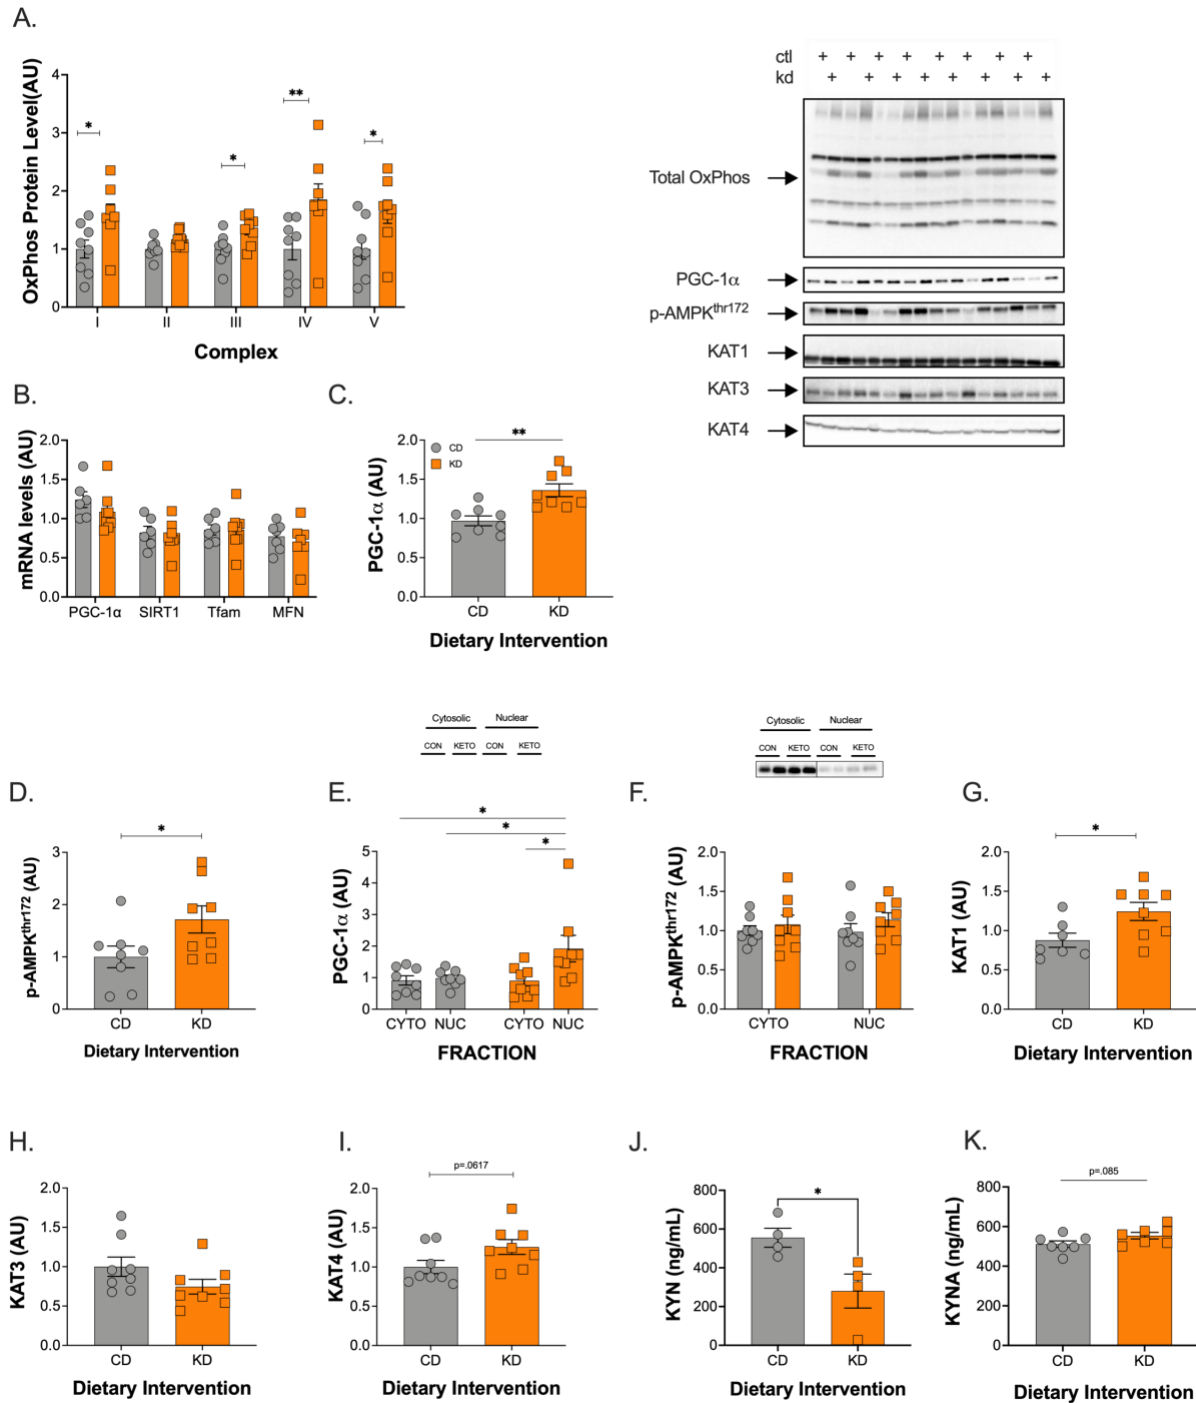 A.
OxPhos Protein Level(AU)
4
3
2
1
0
*
*
**
*
I II III IV V
Complex
ctl + + + + + + + +
kd + + + + + + + +
Total OxPhos
PGC-1α
p-AMPKthr172
KAT1
KAT3
KAT4
B.
mRNA levels (AU)
2.0
1.5
1.0
0.5
0.0
PGC-1α SIRT1 Tfam MFN
C.
PGC-1α (AU)
2.0
1.5
1.0
0.5
0.0
CD
KD
**
CD KD
Dietary Intervention
D.
p-AMPKthr172 (AU)
3
2
1
0
*
CD KD
Dietary Intervention
Cytosolic Nuclear
CON KETO CON KETO
E.
PGC-1α (AU)
5
4
3
2
1
0
*
*
*
CYTO NUC CYTO NUC
FRACTION
Cytosolic Nuclear
CON KETO CON KETO
F.
p-AMPKthr172 (AU)
2.0
1.5
1.0
0.5
0.0
CYTO NUC
FRACTION
G.
KAT1 (AU)
2.0
1.5
1.0
0.5
0.0
*
CD KD
Dietary Intervention
H.
KAT3 (AU)
2.0
1.5
1.0
0.5
0.0
CD KD
Dietary Intervention
I.
KAT4 (AU)
2.0
1.5
1.0
0.5
0.0
p=.0617
CD KD
Dietary Intervention
J.
KYN (ng/mL)
800
600
400
200
0
*
CD KD
Dietary Intervention
K.
KYNA (ng/mL)
800
600
400
200
0
p=.085
CD KD
Dietary Intervention